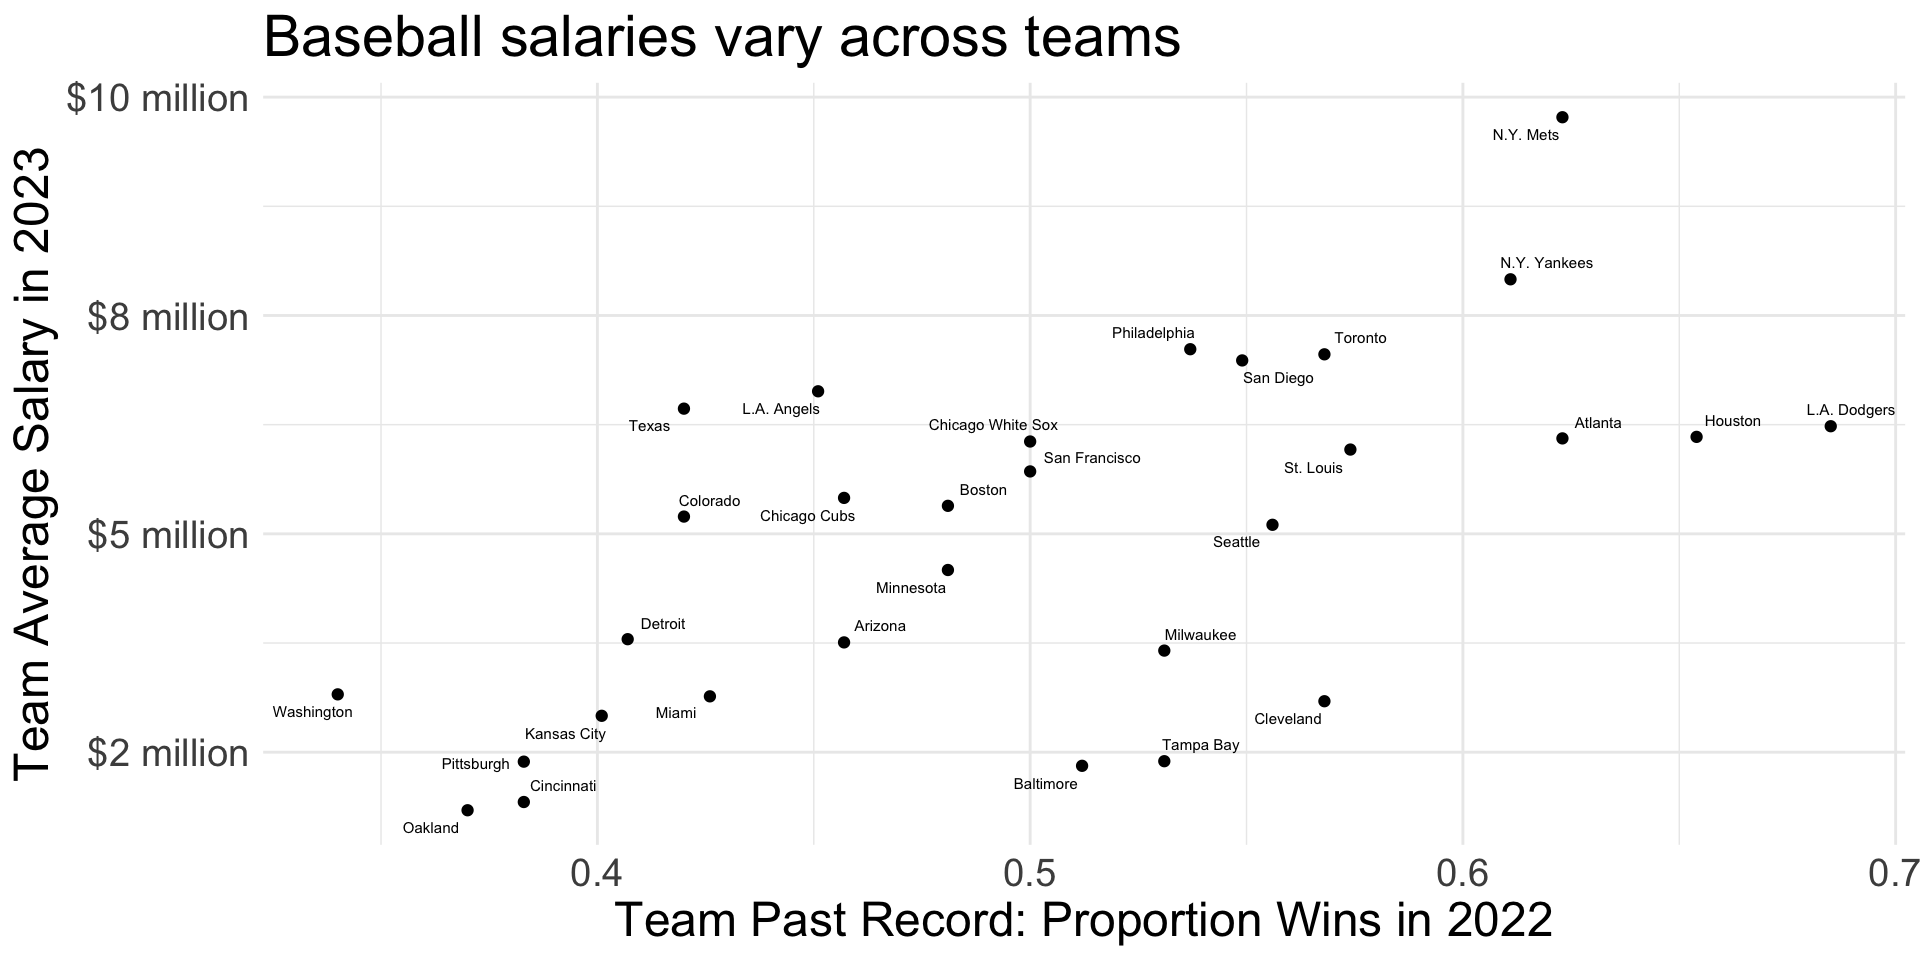 Baseball salaries vary across teams
Team Average Salary in 2023
$10 million
$8 million
$5 million
$2 million
N.Y. Mets
N.Y. Yankees
Philadelphia
Toronto
San Diego
L.A. Angels
Texas
L.A. Dodgers
Houston
Atlanta
Chicago White Sox
San Francisco
St. Louis
Boston
Colorado
Chicago Cubs
Seattle
Minnesota
Detroit
Arizona
Milwaukee
Washington
Miami
Cleveland
Kansas City
Tampa Bay
Pittsburgh
Cincinnati
Baltimore
Oakland
0.4
0.5
0.6
0.7
Team Past Record: Proportion Wins in 2022